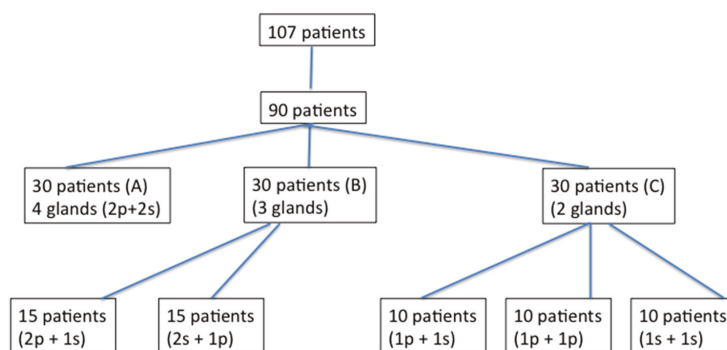 107 patients
90 patients
30 patients (A)
4 glands (2p+2s)
30 patients (B)
(3 glands)
30 patients (C)
(2 glands)
15 patients
(2p + 1s)
15 patients
(2s + 1p)
10 patients
(1p + 1s)
10 patients
(1p + 1p)
10 patients
(1s + 1s)